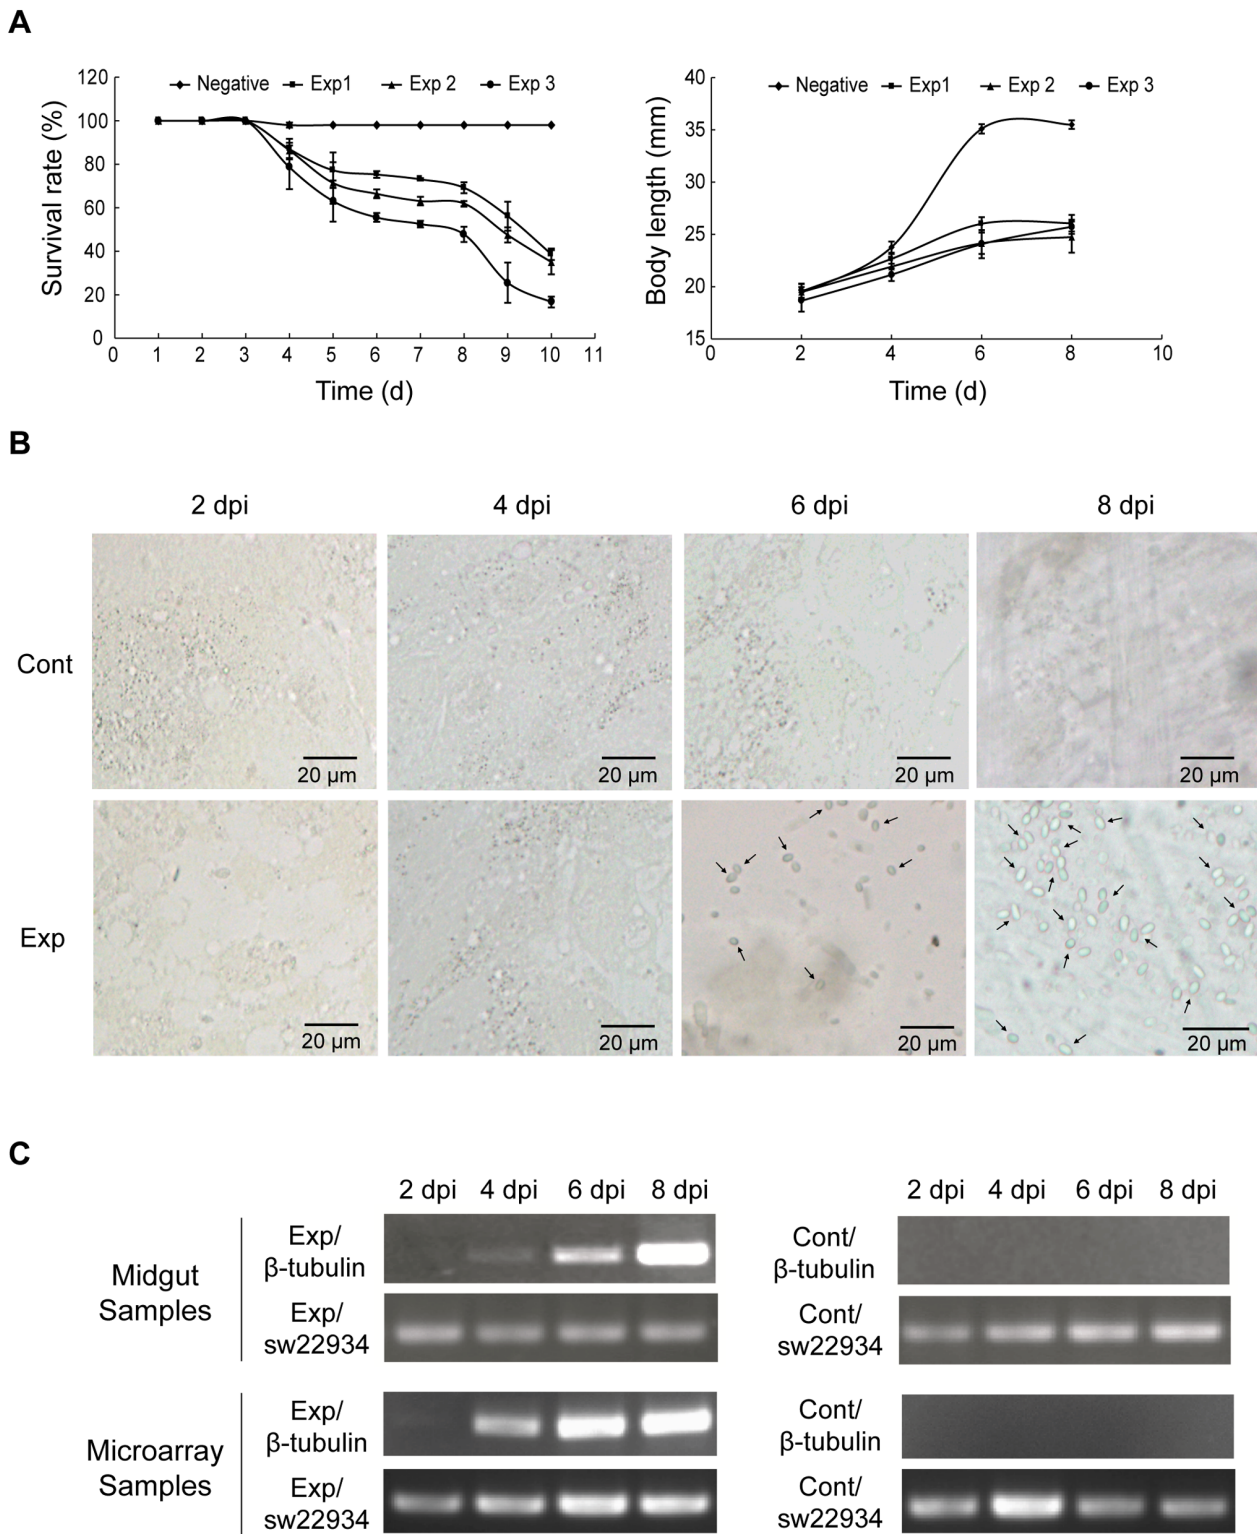 A
Negative Exp1 Exp 2 Exp 3
120
100
80
60
40
20
0
Survival rate (%)
0 1 2 3 4 5 6 7 8 9 10 11
Time (d)
Negative Exp1 Exp 2 Exp 3
40
35
30
25
20
15
Body length (mm)
0 2 4 6 8 10
Time (d)
B
2 dpi 4 dpi 6 dpi 8 dpi
Cont
20 µm 20 µm 20 µm 20 µm
Exp
20 µm 20 µm 20 µm 20 µm
C
2 dpi 4 dpi 6 dpi 8 dpi
2 dpi 4 dpi 6 dpi 8 dpi
Midgut
Samples
Exp/
β-tubulin
Exp/
sw22934
Cont/
β-tubulin
Cont/
sw22934
Microarray
Samples
Exp/
β-tubulin
Exp/
sw22934
Cont/
β-tubulin
Cont/
sw22934